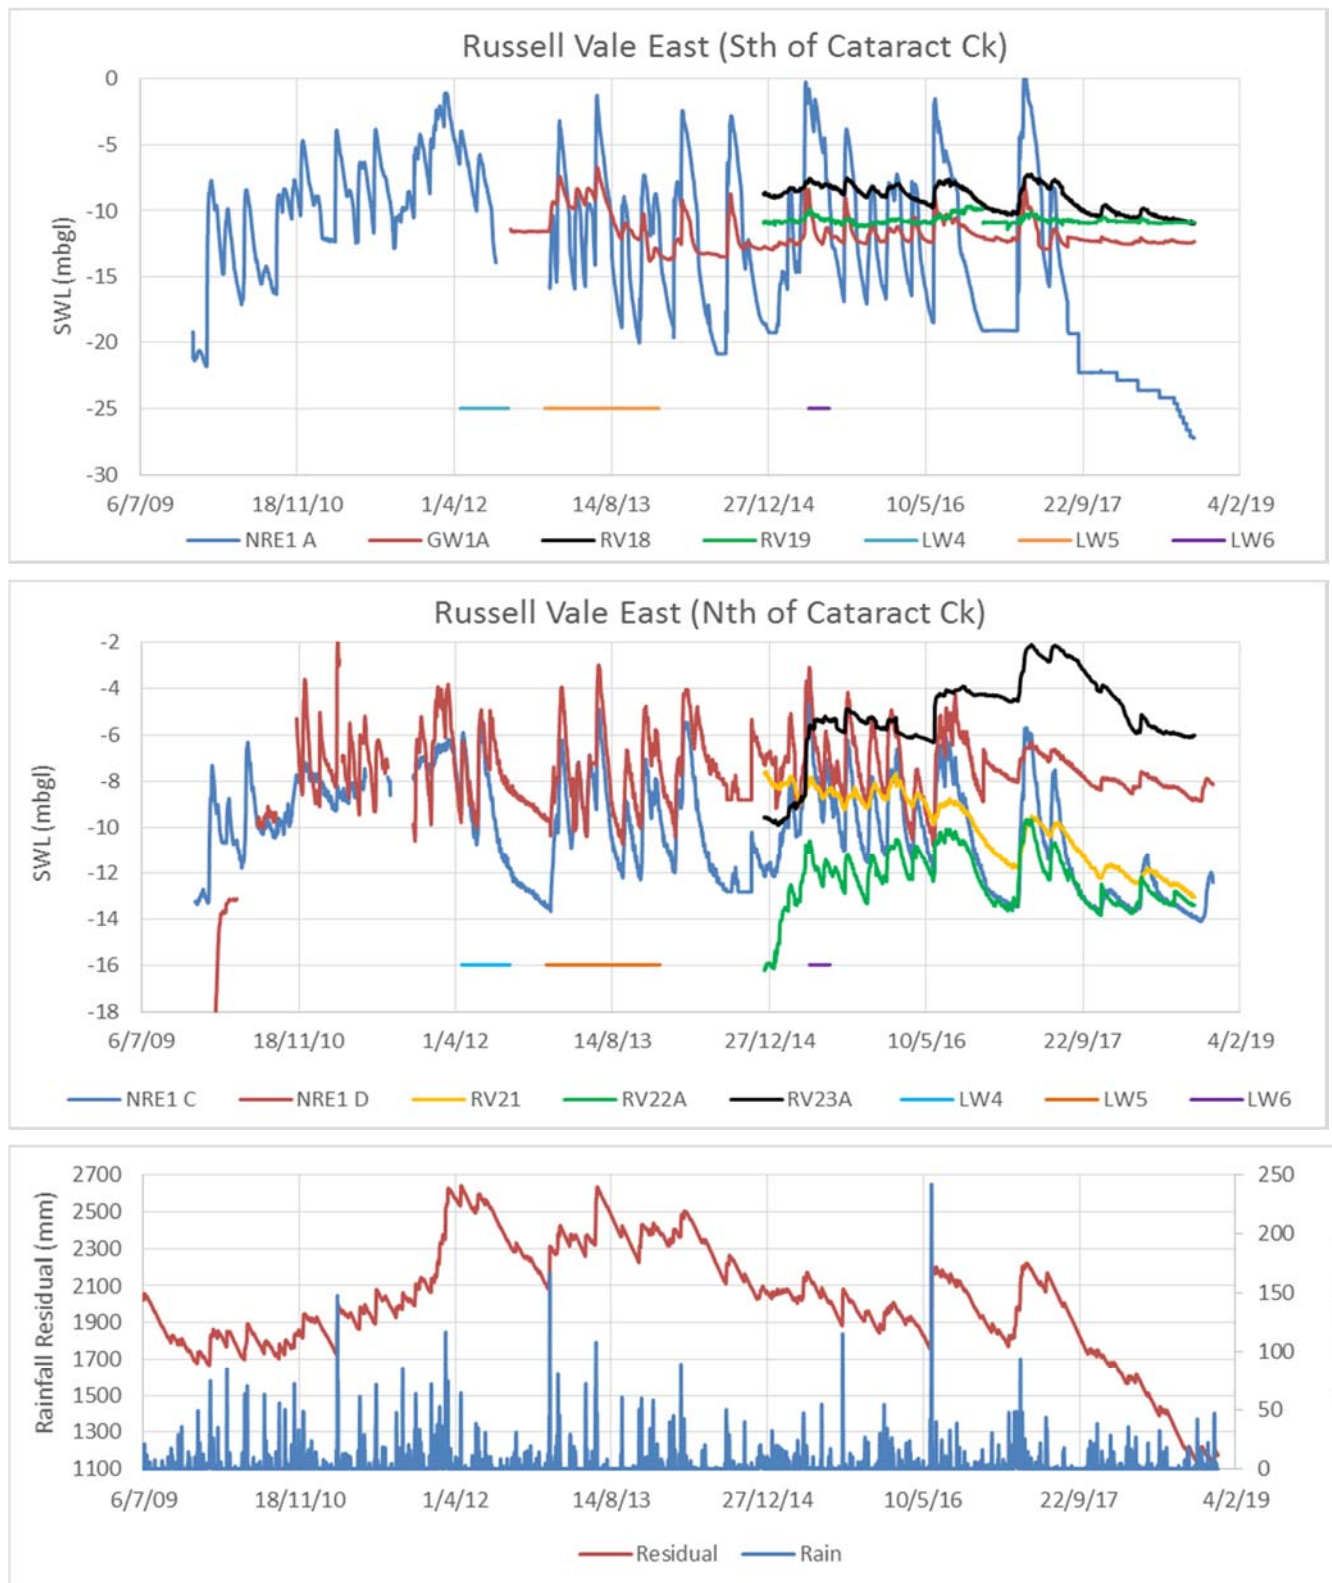 Russell Vale East (Sth of Cataract Ck)
0
-5
-10
-15
-20
-25
-30
SWL (mbgl)
6/7/09 18/11/10 1/4/12 14/8/13 27/12/14 10/5/16 22/9/17 4/2/19
NRE1 A GW1A RV18 RV19 LW4 LW5 LW6
Russell Vale East (Nth of Cataract Ck)
-2
-4
-6
-8
-10
-12
-14
-16
-18
SWL (mbgl)
6/7/09 18/11/10 1/4/12 14/8/13 27/12/14 10/5/16 22/9/17 4/2/19
NRE1 C NRE1 D RV21 RV22A RV23A LW4 LW5 LW6
2700 250
2500
2300 200
2100
1900 150
1700 100
1500
1300 50
1100 0
Rainfall Residual (mm)
6/7/09 18/11/10 1/4/12 14/8/13 27/12/14 10/5/16 22/9/17 4/2/19
Residual Rain